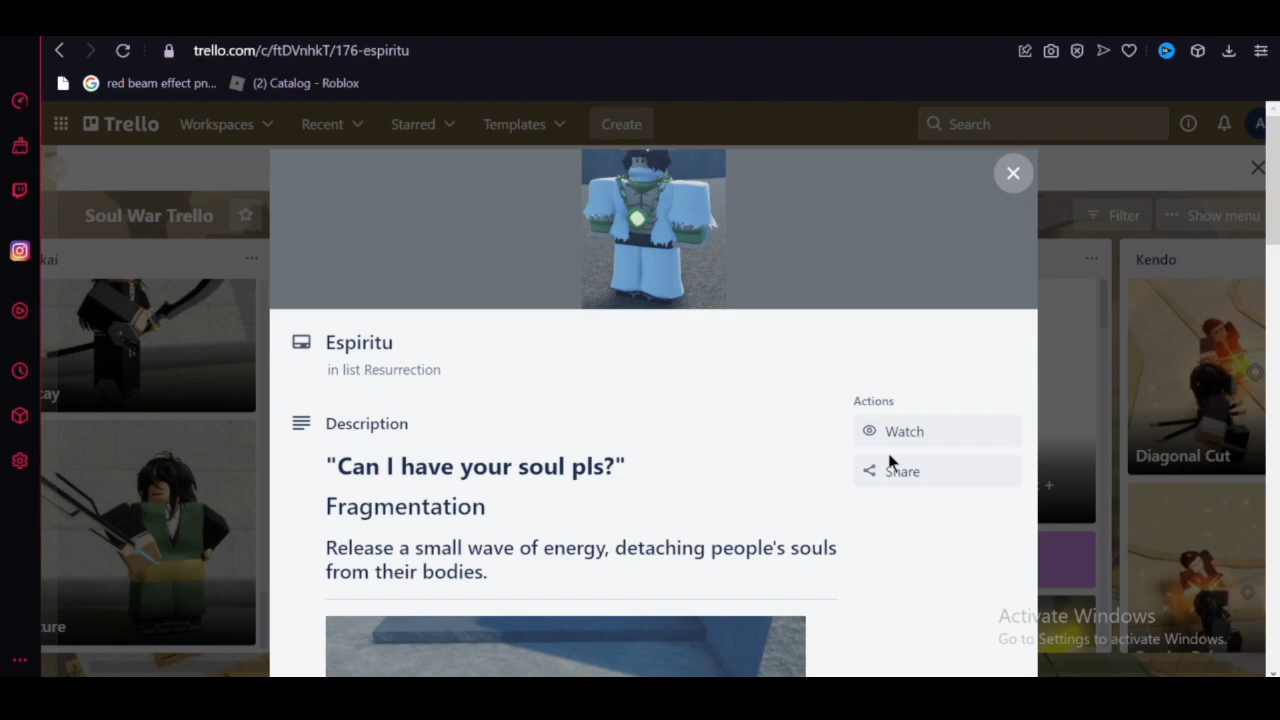 trello.com/c/ftDVnhkT/176-espiritu
red beam effect pn...
(2) Catalog - Roblox
Trello
Workspaces
Recent
Starred
Templates
Create
Search
A
Soul War Trello
Filter
Show menu
kai
Kendo
Espiritu
in list Resurrection
Actions
Watch
Share
Description
"Can I have your soul pls?"
Fragmentation
Release a small wave of energy, detaching people's souls
from their bodies.
Diagonal Cut
ay
ure
Activate Windows
Go to Settings to activate Windows.